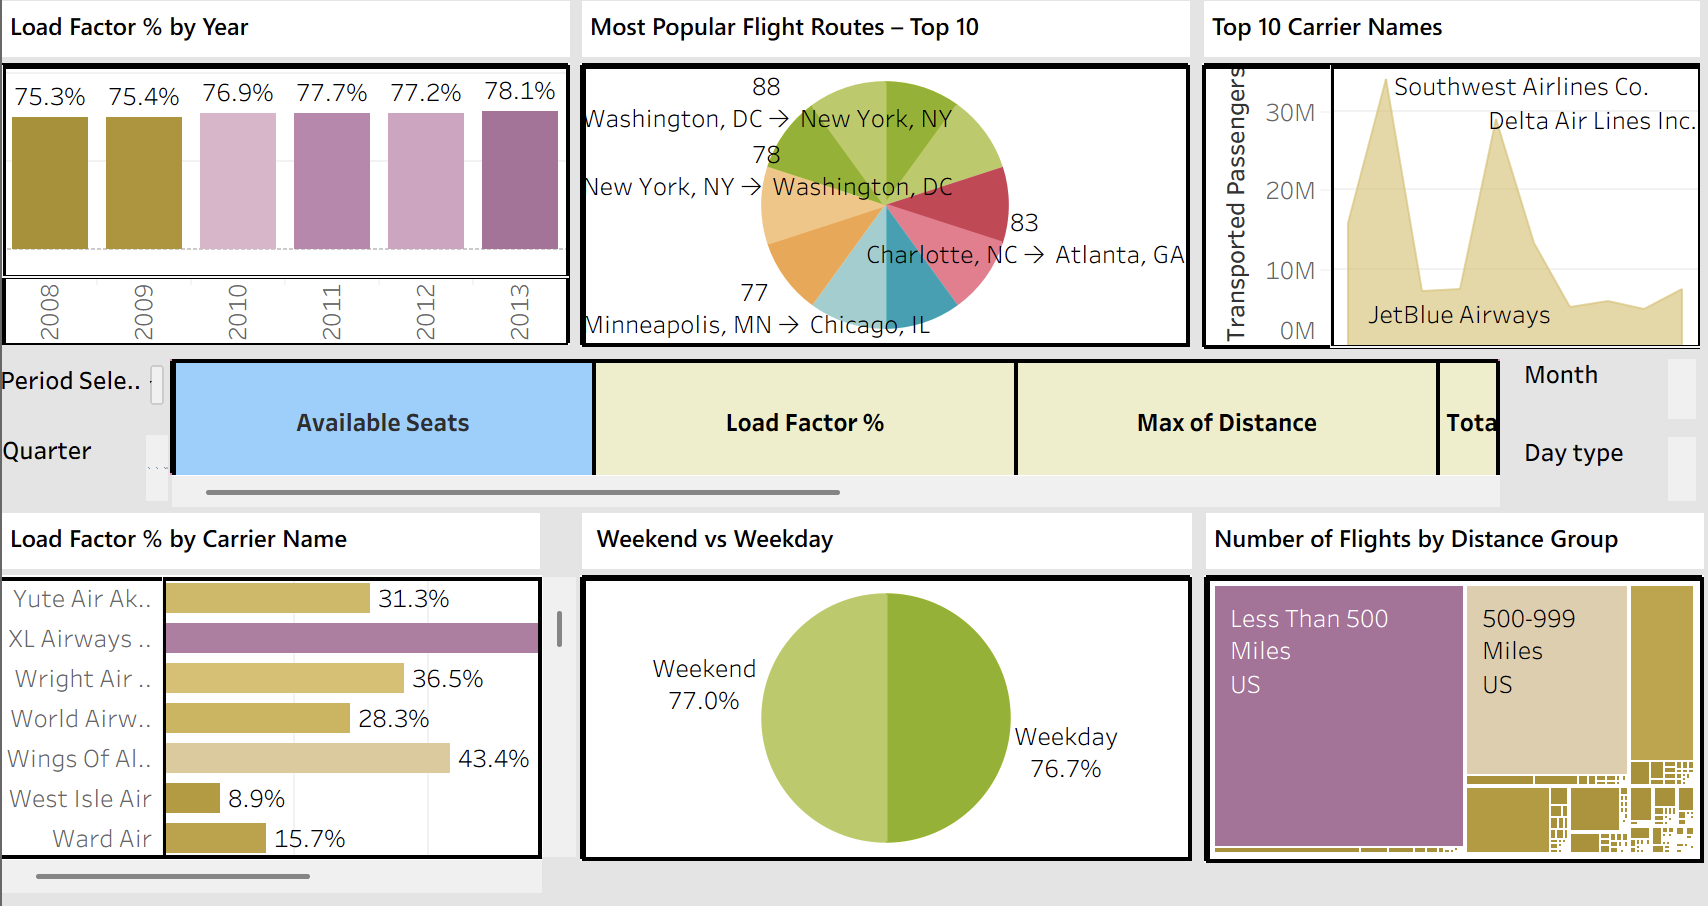 Load Factor % by Year
75.3%
75.4%
76.9%
77.7%
77.2%
78.1%
2008
2009
2010
2011
2012
2013
Most Popular Flight Routes – Top 10
88
Washington, DC → New York, NY
78
New York, NY → Washington, DC
83
Charlotte, NC → Atlanta, GA
77
Minneapolis, MN → Chicago, IL
Top 10 Carrier Names
Transported Passengers
30M
20M
10M
0M
Southwest Airlines Co.
Delta Air Lines Inc.
JetBlue Airways
Period Sele..
Quarter
Available Seats
Load Factor %
Max of Distance
Tota
Month
Day type
Load Factor % by Carrier Name
Yute Air Ak..
31.3%
XL Airways ..
Wright Air ..
36.5%
World Airw..
28.3%
Wings Of Al..
43.4%
West Isle Air
8.9%
Ward Air
15.7%
Weekend vs Weekday
Weekend
77.0%
Weekday
76.7%
Number of Flights by Distance Group
Less Than 500
Miles
US
500-999
Miles
US